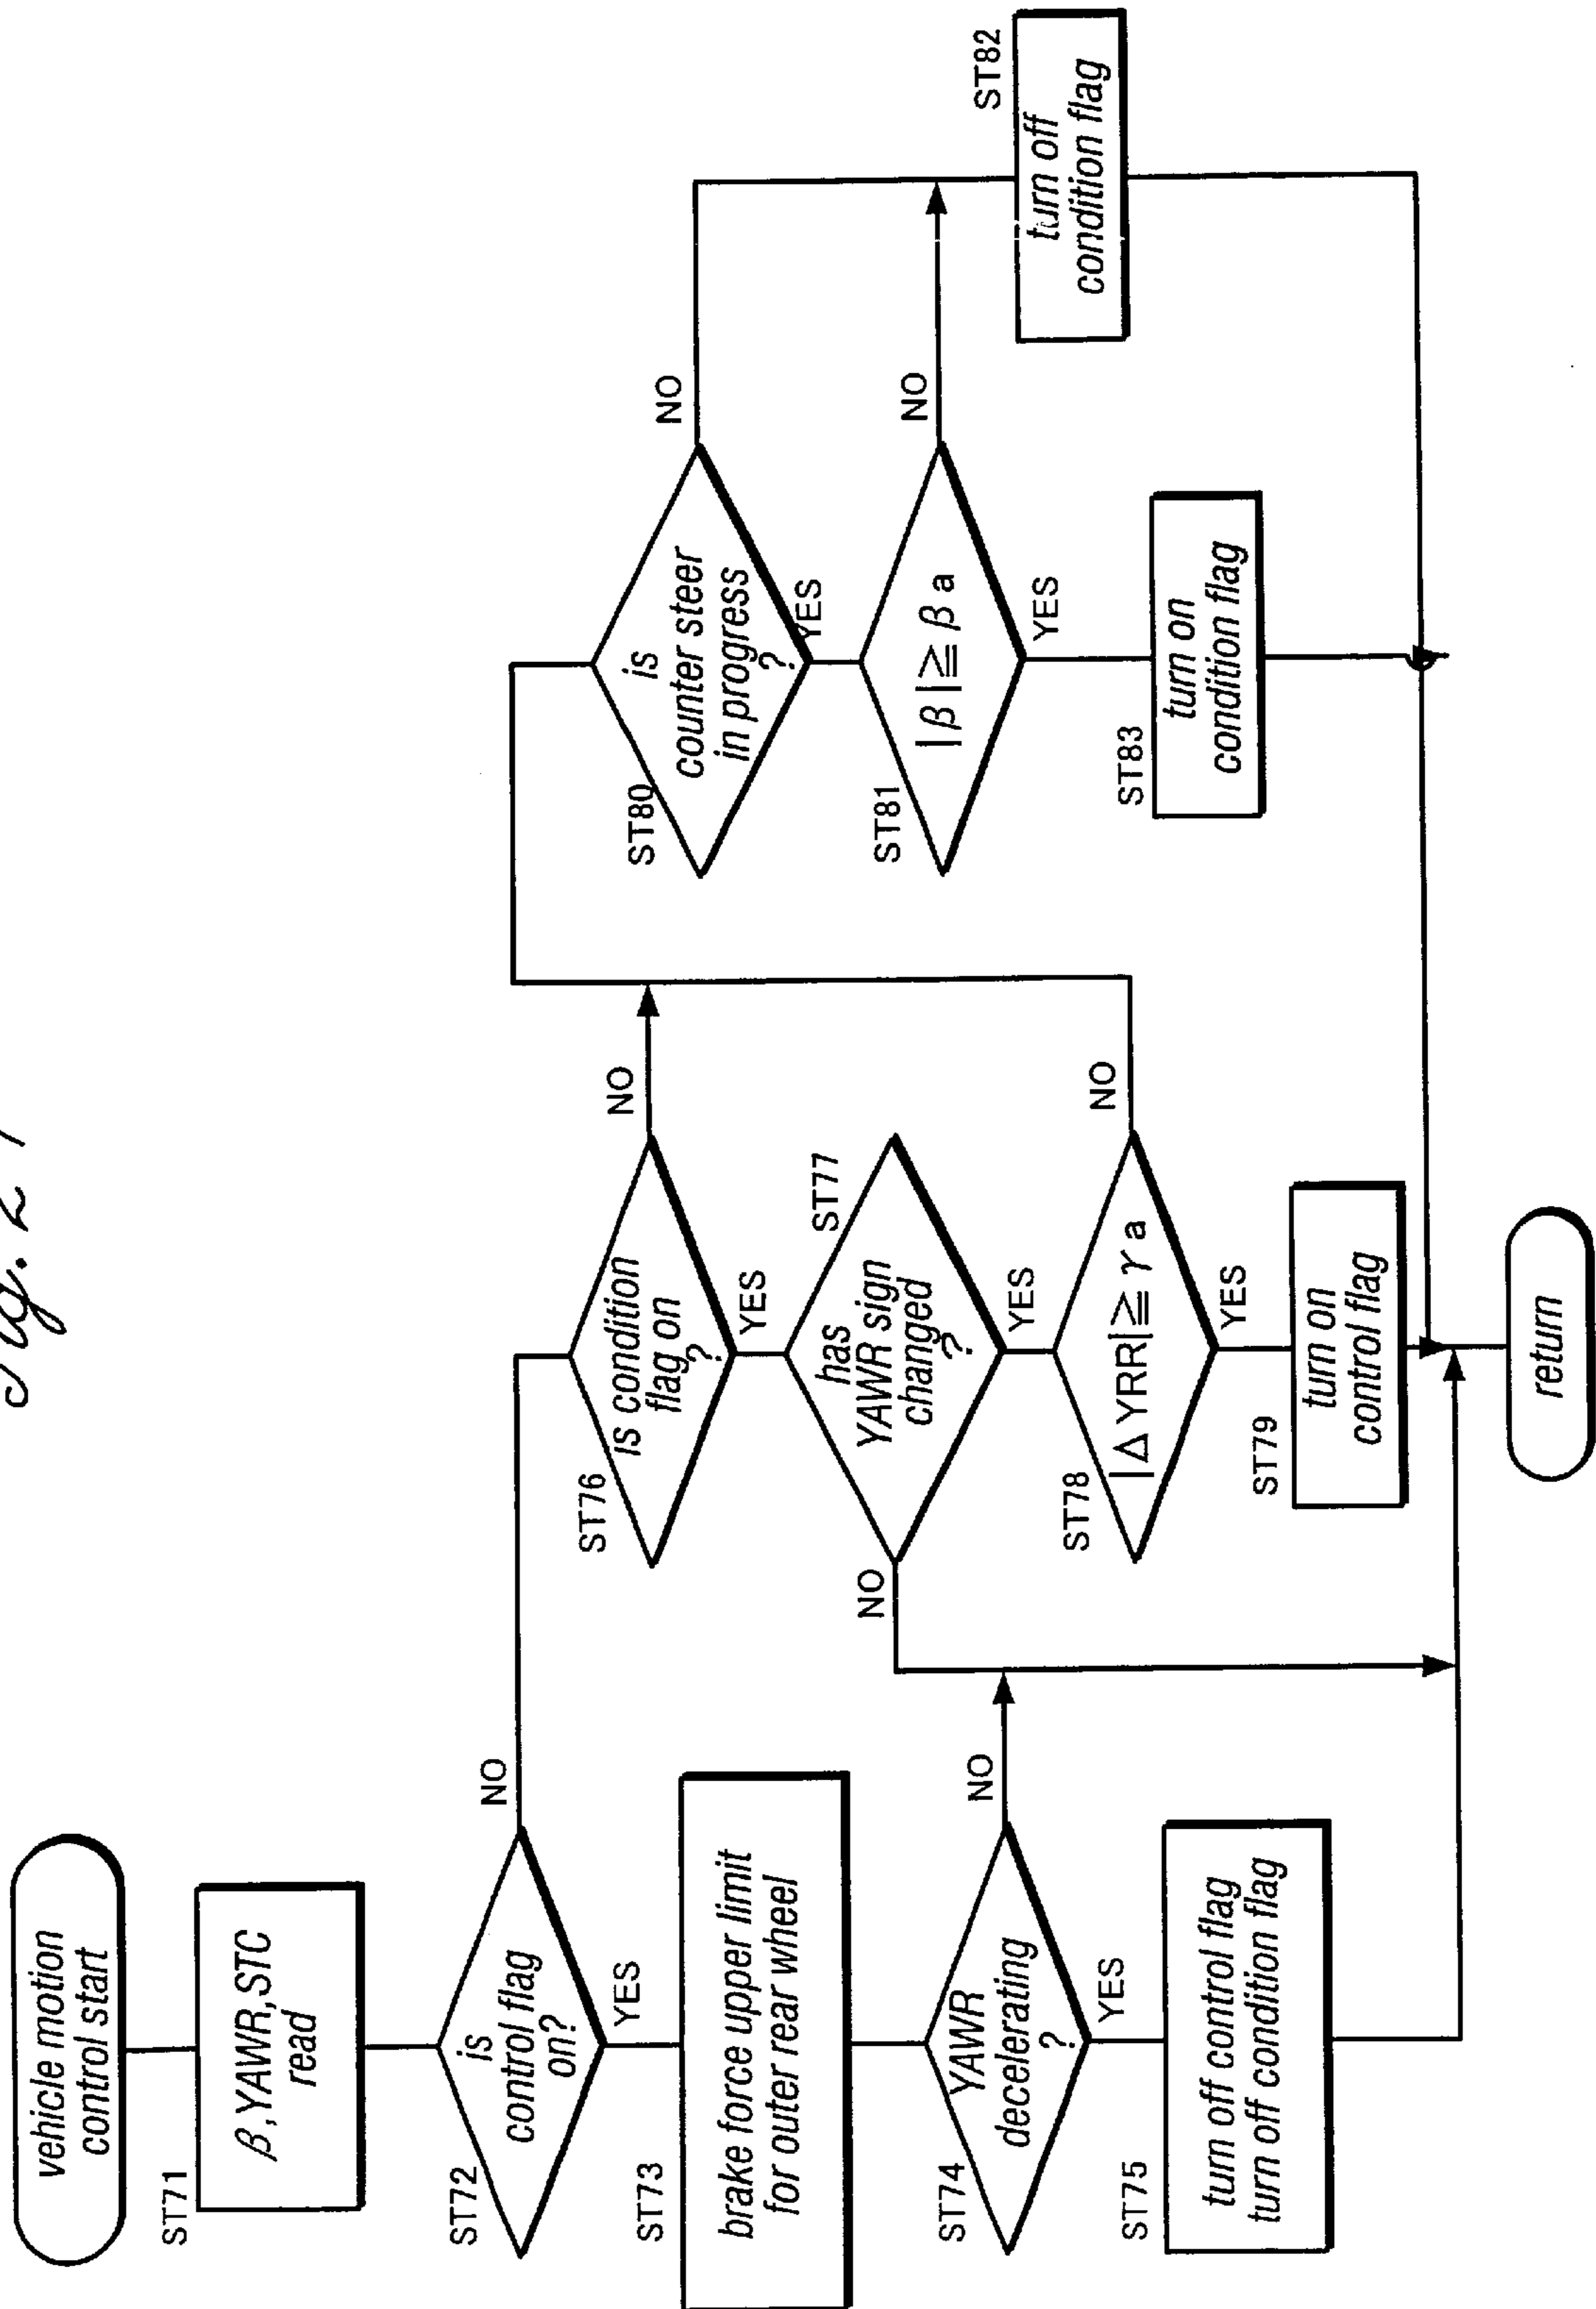 vehicle motion
control start
ST71
β,YAWR,STC
read
ST72
is
control flag
on?
NO
YES
ST73
brake force upper limit
for outer rear wheel
ST74
YAWR
decelerating
?
NO
YES
ST75
turn off control flag
turn off condition flag
ST76
is condition
flag on
?
NO
YES
ST77
has
YAWR sign
changed
?
NO
YES
ST78
|Δ YRR|≧ γ a
NO
YES
ST79
turn on
control flag
return
ST80
is
counter steer
in progress
?
NO
YES
ST81
|β|≧ β a
NO
YES
ST82
turn off
condition flag
ST83
turn on
condition flag